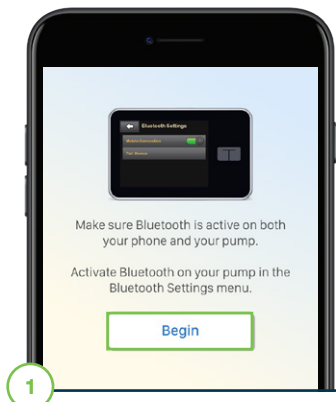 Bluetooth Settings
Mobile Connection
Pair Device
Make sure Bluetooth is active on both
your phone and your pump.
Activate Bluetooth on your pump in the
Bluetooth Settings menu.
Begin
1